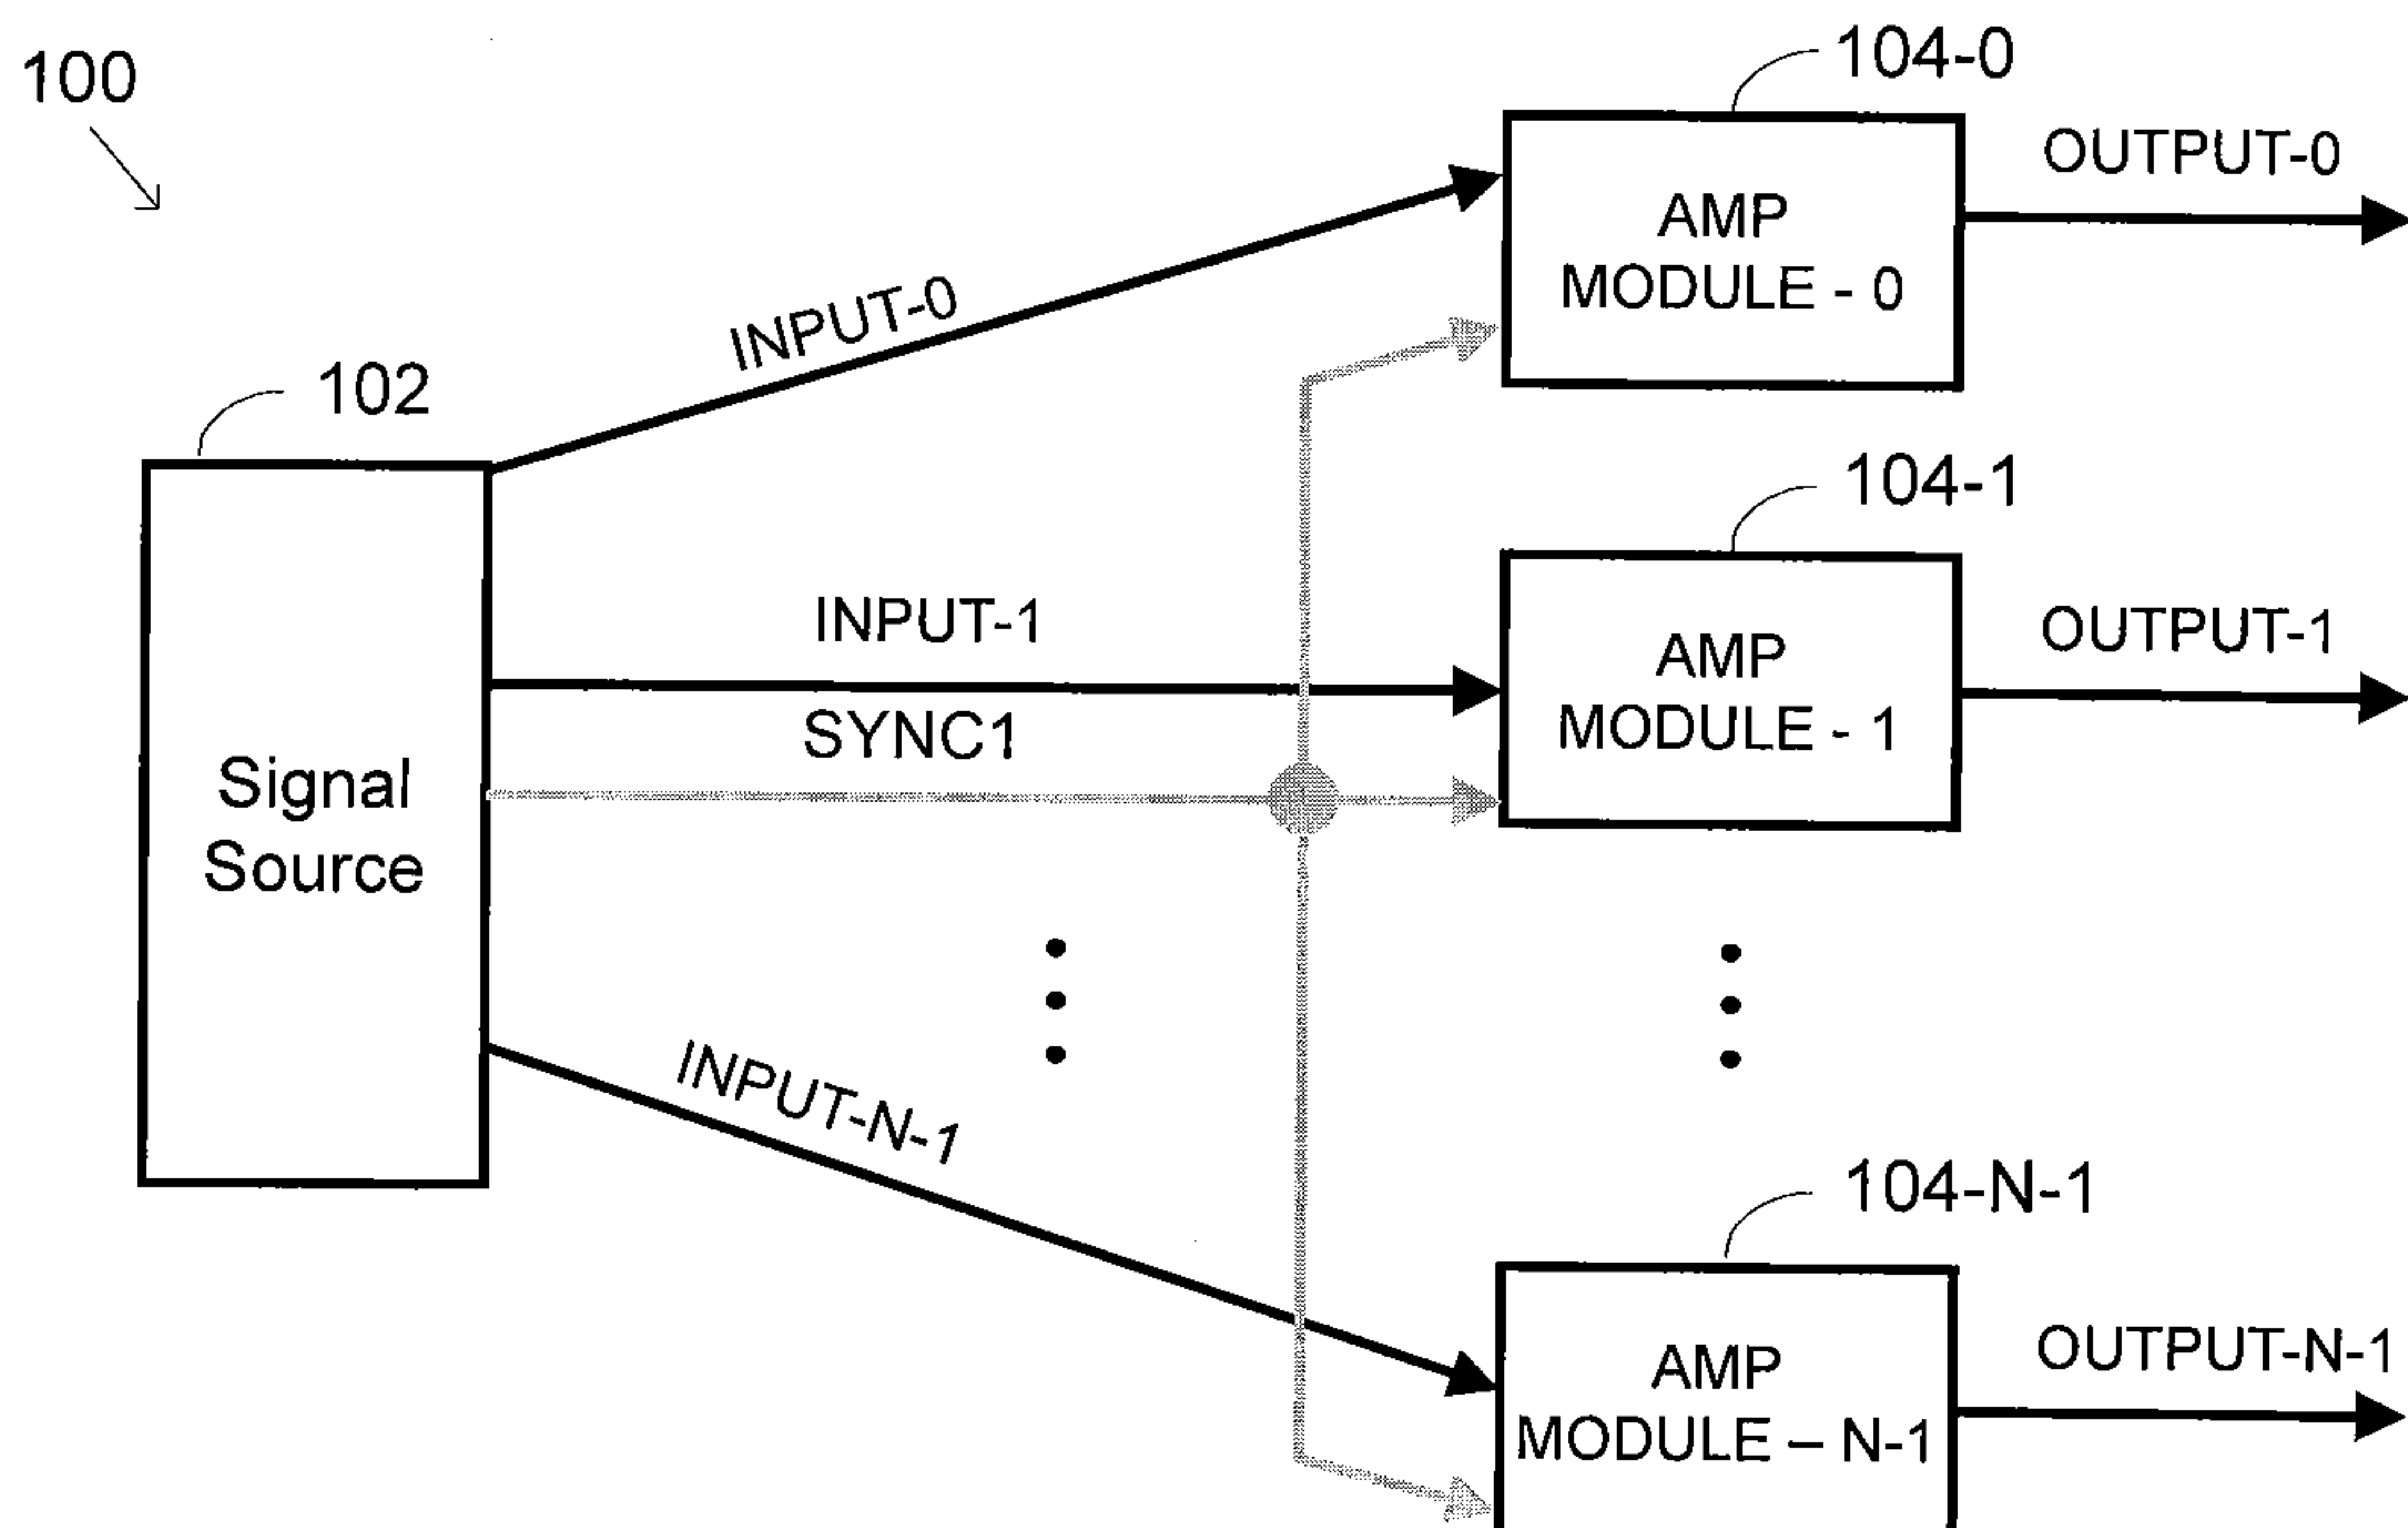 100
104-0
OUTPUT-0
AMP
MODULE - 0
INPUT-0
102
104-1
INPUT-1
OUTPUT-1
AMP
MODULE - 1
SYNC1
Signal
Source
INPUT-N-1
104-N-1
OUTPUT-N-1
AMP
MODULE – N-1